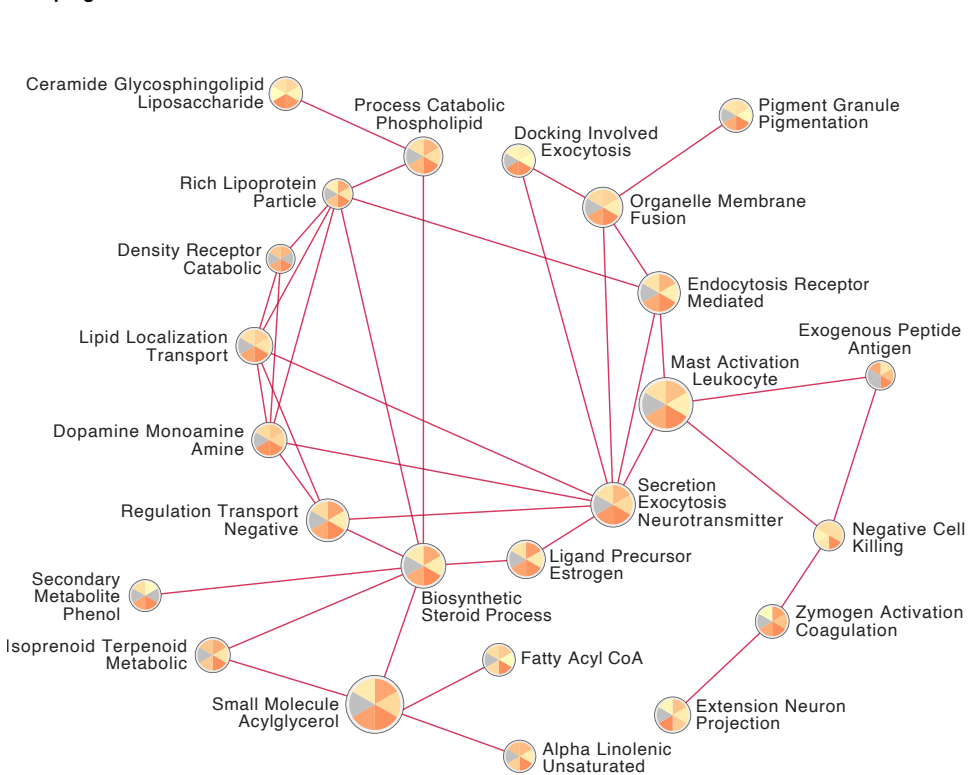 Ceramide Glycosphingolipid
Liposaccharide
Process Catabolic
Phospholipid
Docking Involved
Exocytosis
Pigment Granule
Pigmentation
Rich Lipoprotein
Particle
Organelle Membrane
Fusion
Density Receptor
Catabolic
Endocytosis Receptor
Mediated
Lipid Localization
Transport
Exogenous Peptide
Antigen
Mast Activation
Leukocyte
Dopamine Monoamine
Amine
Secretion
Exocytosis
Neurotransmitter
Regulation Transport
Negative
Negative Cell
Killing
Ligand Precursor
Estrogen
Secondary
Metabolite
Phenol
Biosynthetic
Steroid Process
Zymogen Activation
Coagulation
Isoprenoid Terpenoid
Metabolic
Fatty Acyl CoA
Small Molecule
Acylglycerol
Extension Neuron
Projection
Alpha Linolenic
Unsaturated